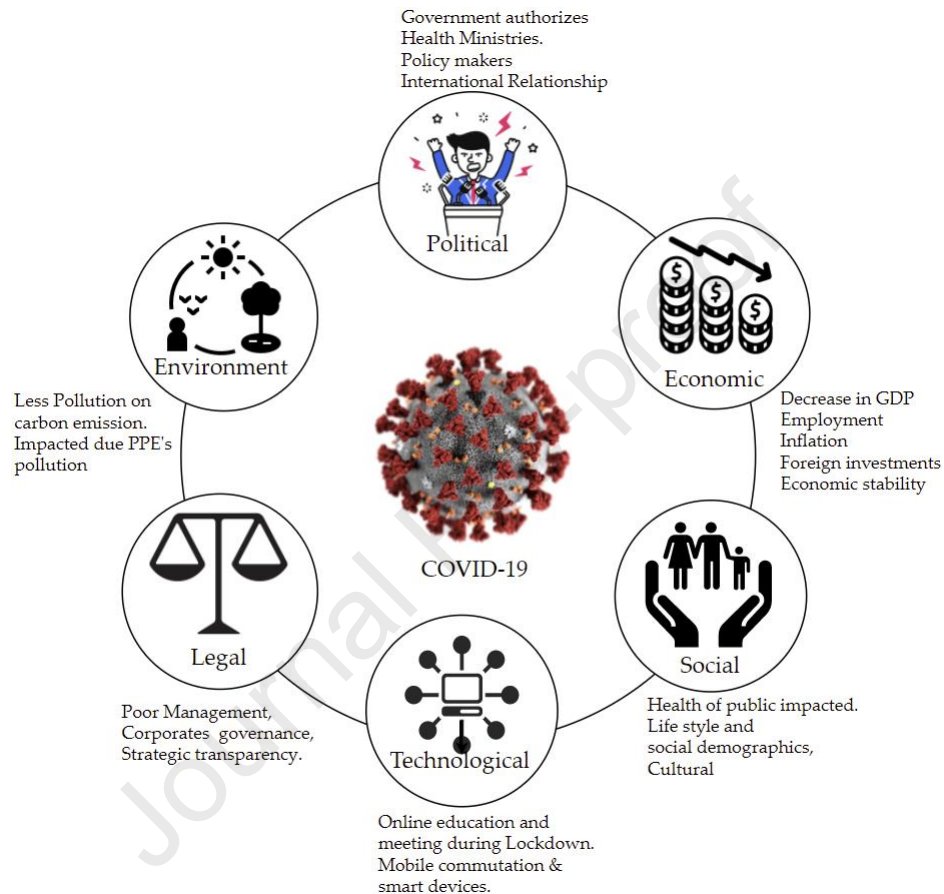 Government authorizes
Health Ministries.
Policy makers
International Relationship
Political
Environment
Less Pollution on
carbon emission.
Impacted due PPE's
pollution
Economic
Decrease in GDP
Employment
Inflation
Foreign investments
Economic stability
COVID-19
Legal
Poor Management,
Corporates governance,
Strategic transparency.
Social
Health of public impacted.
Life style and
social demographics,
Cultural
Technological
Online education and
meeting during Lockdown.
Mobile commutation &
smart devices.
$
$
$
Journal Pre-proof